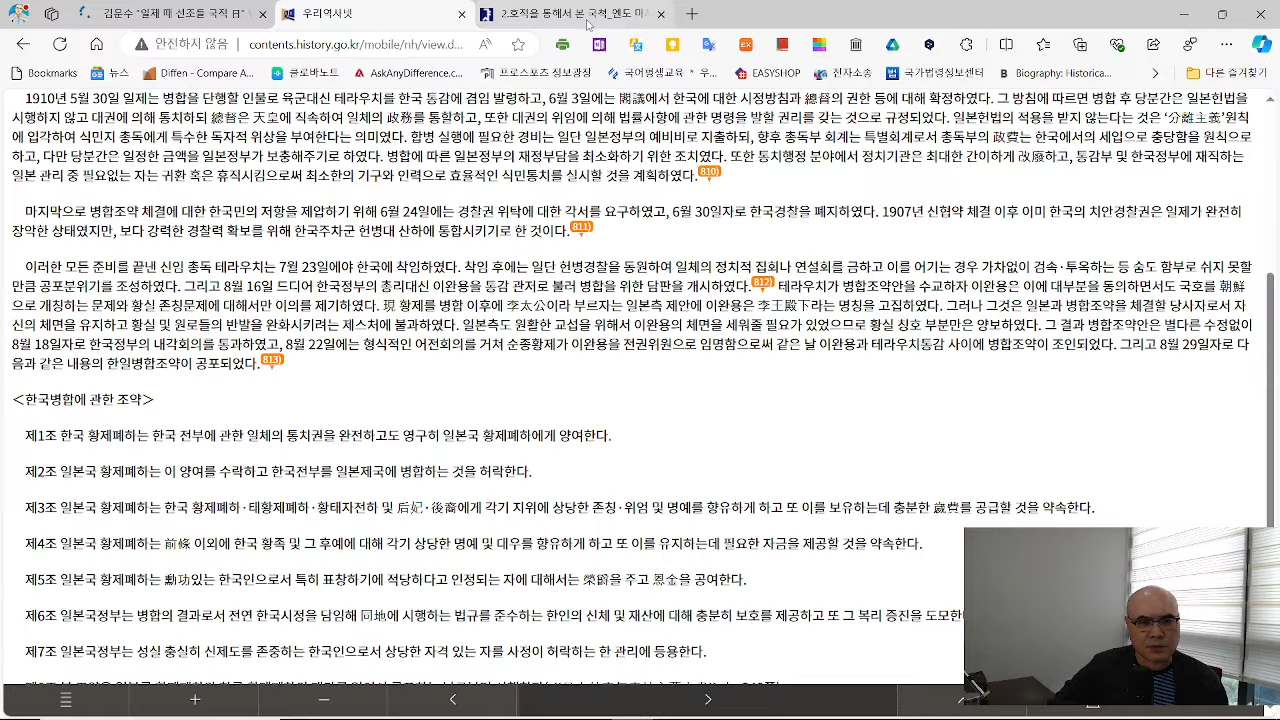 김문수 "일제 때 선조들 국적 日"
우리역사넷
2.호적을 통해서 본 국적_엔도 마
안전하지 않음
contents.history.go.kr/mobile/nh/view.d...
Bookmarks
뉴스
Diffen - Compare A...
클로바노트
AskAnyDifference....
프로스포츠 정보광장
국어평생교육 * 우...
EASYSHOP
전자소송
국가법령정보센터
Biography: Historica...
다른 즐겨찾기
1910년 5월 30일 일제는 병합을 단행할 인물로 육군대신 테라우치를 한국 통감에 겸임 발령하고, 6월 3일에는 閣議에서 한국에 대한 시정방침과 總督의 권한 등에 대해 확정하였다. 그 방침에 따르면 병합 후 당분간은 일본헌법을
시행하지 않고 대권에 의해 통치하되 總督은 天皇에 직속하여 일체의 政務를 통할하고, 또한 대권의 위임에 의해 법률사항에 관한 명령을 발할 권리를 갖는 것으로 규정되었다. 일본헌법의 적용을 받지 않는다는 것은 '分離主義'원칙
에 입각하여 식민지 총독에게 특수한 독자적 위상을 부여한다는 의미였다. 합병 실행에 필요한 경비는 일단 일본정부의 예비비로 지출하되, 향후 총독부 회계는 특별회계로서 총독부의 政費는 한국에서의 세입으로 충당함을 원칙으로
하고, 다만 당분간은 일정한 금액을 일본정부가 보충해주기로 하였다. 병합에 따른 일본정부의 재정부담을 최소화하기 위한 조치였다. 또한 통치행정 분야에서 정치기관은 최대한 간이하게 改廢하고, 통감부 및 한국정부에 재직하는
일본 관리 중 필요없는 자는 귀환 혹은 휴직시킴으로써 최소한의 기구와 인력으로 효율적인 식민통치를 실시할 것을 계획하였다. 810)
마지막으로 병합조약 체결에 대한 한국민의 저항을 제압하기 위해 6월 24일에는 경찰권 위탁에 대한 각서를 요구하였고, 6월 30일자로 한국경찰을 폐지하였다. 1907년 신협약 체결 이후 이미 한국의 치안경찰권은 일제가 완전히
장악한 상태였지만, 보다 강력한 경찰력 확보를 위해 한국주차군 헌병대 산하에 통합시키기로 한 것이다. 811)
이러한 모든 준비를 끝낸 신임 총독 테라우치는 7월 23일에야 한국에 착임하였다. 착임 후에는 일단 헌병경찰을 동원하여 일체의 정치적 집회나 연설회를 금하고 이를 어기는 경우 가차없이 검속·투옥하는 등 숨도 함부로 쉬지 못할
만큼 공포분위기를 조성하였다. 그리고 8월 16일 드디어 한국정부의 총리대신 이완용을 통감 관저로 불러 병합을 위한 담판을 개시하였다. 812) 테라우치가 병합조약안을 수교하자 이완용은 이에 대부분을 동의하면서도 국호를 朝鮮
으로 개칭하는 문제와 황실 존칭문제에 대해서만 이의를 제기하였다. 現 황제를 병합 이후에 李太公이라 부르자는 일본측 제안에 이완용은 李王殿下라는 명칭을 고집하였다. 그러나 그것은 일본과 병합조약을 체결할 당사자로서 자
신의 체면을 유지하고 황실 및 원로들의 반발을 완화시키려는 제스처에 불과하였다. 일본측도 원활한 교섭을 위해서 이완용의 체면을 세워줄 필요가 있었으므로 황실 칭호 부분만은 양보하였다. 그 결과 병합조약안은 별다른 수정없이
8월 18일자로 한국정부의 내각회의를 통과하였고, 8월 22일에는 형식적인 어전회의를 거쳐 순종황제가 이완용을 전권위원으로 임명함으로써 같은 날 이완용과 테라우치통감 사이에 병합조약이 조인되었다. 그리고 8월 29일자로 다
음과 같은 내용의 한일병합조약이 공포되었다. 813)
<한국병합에 관한 조약>
제1조 한국 황제폐하는 한국 전부에 관한 일체의 통치권을 완전하고도 영구히 일본국 황제폐하에게 양여한다.
제2조 일본국 황제폐하는 이 양여를 수락하고 한국전부를 일본제국에 병합하는 것을 허락한다.
제3조 일본국 황제폐하는 한국 황제폐하·태황제폐하·황태자전하 및 后妃·後裔에게 각기 지위에 상당한 존칭·위엄 및 명예를 향유하게 하고 또 이를 보유하는데 충분한 歲費를 공급할 것을 약속한다.
제4조 일본국 황제폐하는 前條 이외에 한국 황족 및 그 후예에 대해 각기 상당한 명예 및 대우를 향유하게 하고 또 이를 유지하는데 필요한 자금을 제공할 것을 약속한다.
제5조 일본국 황제폐하는 勳功있는 한국인으로서 특히 표창하기에 적당하다고 인정되는 자에 대해서는 榮爵을 주고 恩金을 공여한다.
제6조 일본국정부는 병합의 결과로서 전연 한국시정을 담임해 同地에 시행하는 법규를 준수하는 한인의 신체 및 재산에 대해 충분히 보호를 제공하고 또 그 복리 증진을 도모한
제7조 일본국정부는 성실 충실히 신제도를 존중하는 한국인으로서 상당한 자격 있는 자를 사정이 허락하는 한 관리에 등용한다.